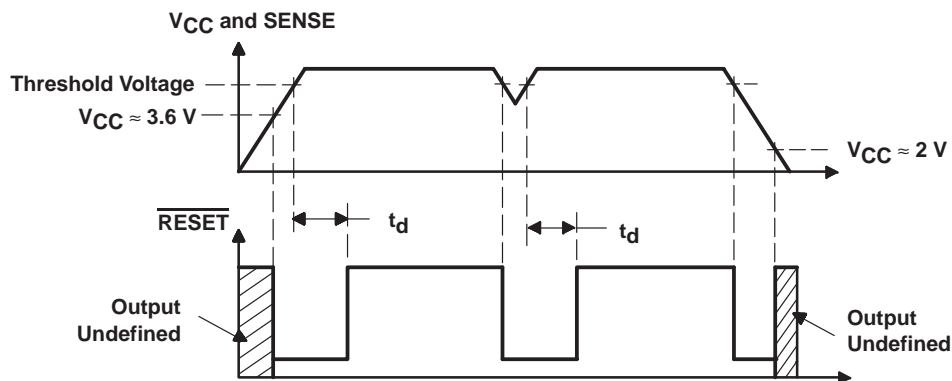 VCC and SENSE
Threshold Voltage
VCC ≈ 3.6 V
VCC ≈ 2 V
RESET
td
td
Output
Undefined
Output
Undefined